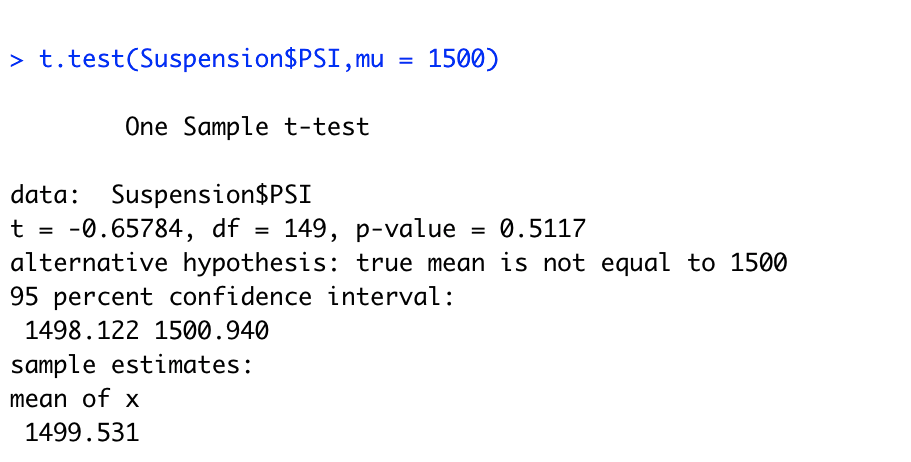 > t.test(Suspension$PSI,mu = 1500)
One Sample t-test
data:  Suspension$PSI
t = -0.65784, df = 149, p-value = 0.5117
alternative hypothesis: true mean is not equal to 1500
95 percent confidence interval:
1498.122 1500.940
sample estimates:
mean of x
1499.531